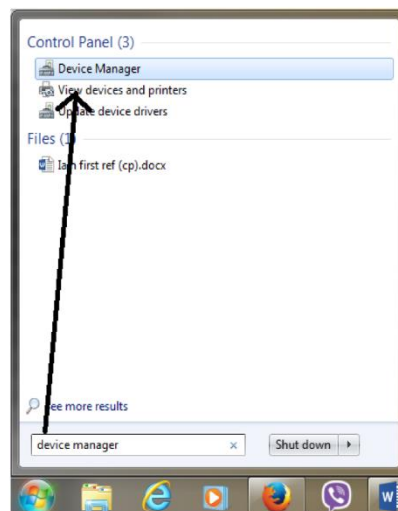 Control Panel (3)
Device Manager
View devices and printers
Update device drivers
Files (1)
Ian first ref (cp).docx
See more results
device manager
Shut down
W